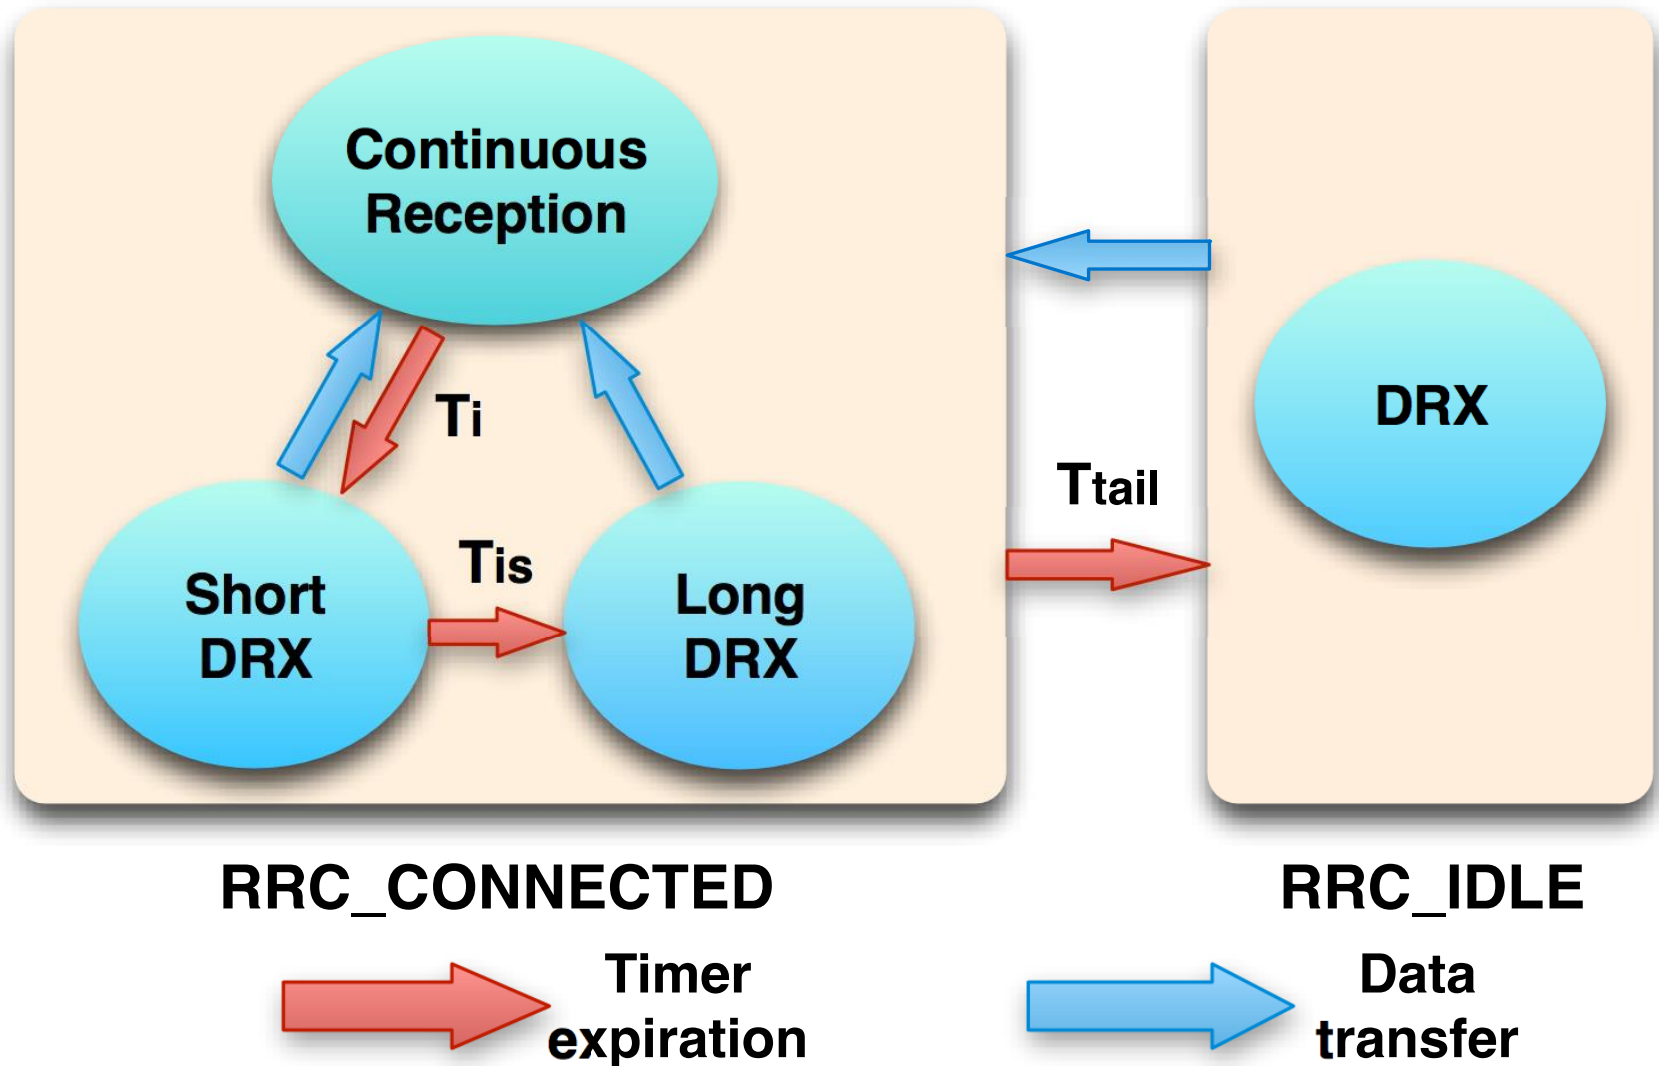 Continuous
Reception
Ti
Ttail
DRX
Tis
Short
DRX
Long
DRX
RRC_CONNECTED
RRC_IDLE
Timer
expiration
Data
transfer